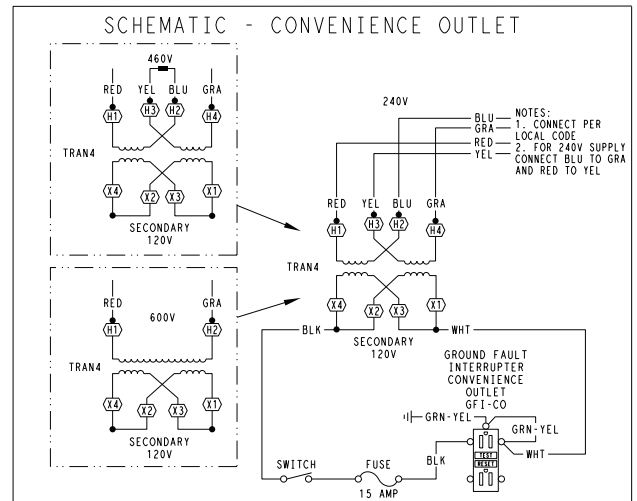 SCHEMATIC - CONVENIENCE OUTLET
460V
RED YEL BLU GRA
H1 H3 H2 H4
TRAN4
X4 X2 X3 X1
SECONDARY
120V
600V
RED GRA
H1 H2
TRAN4
X4 X2 X3 X1
SECONDARY
120V
240V
BLU
GRA
RED
YEL
NOTES:
1. CONNECT PER
LOCAL CODE
2. FOR 240V SUPPLY
CONNECT BLU TO GRA
AND RED TO YEL
RED YEL BLU GRA
H1 H3 H2 H4
TRAN4
X4 X2 X3 X1
BLK
WHT
SECONDARY
120V
GROUND FAULT
INTERRUPTER
CONVENIENCE
OUTLET
GFI-CO
GRN-YEL
GRN-YEL
WHT
TEST
RESET
BLK
SWITCH
FUSE
15 AMP